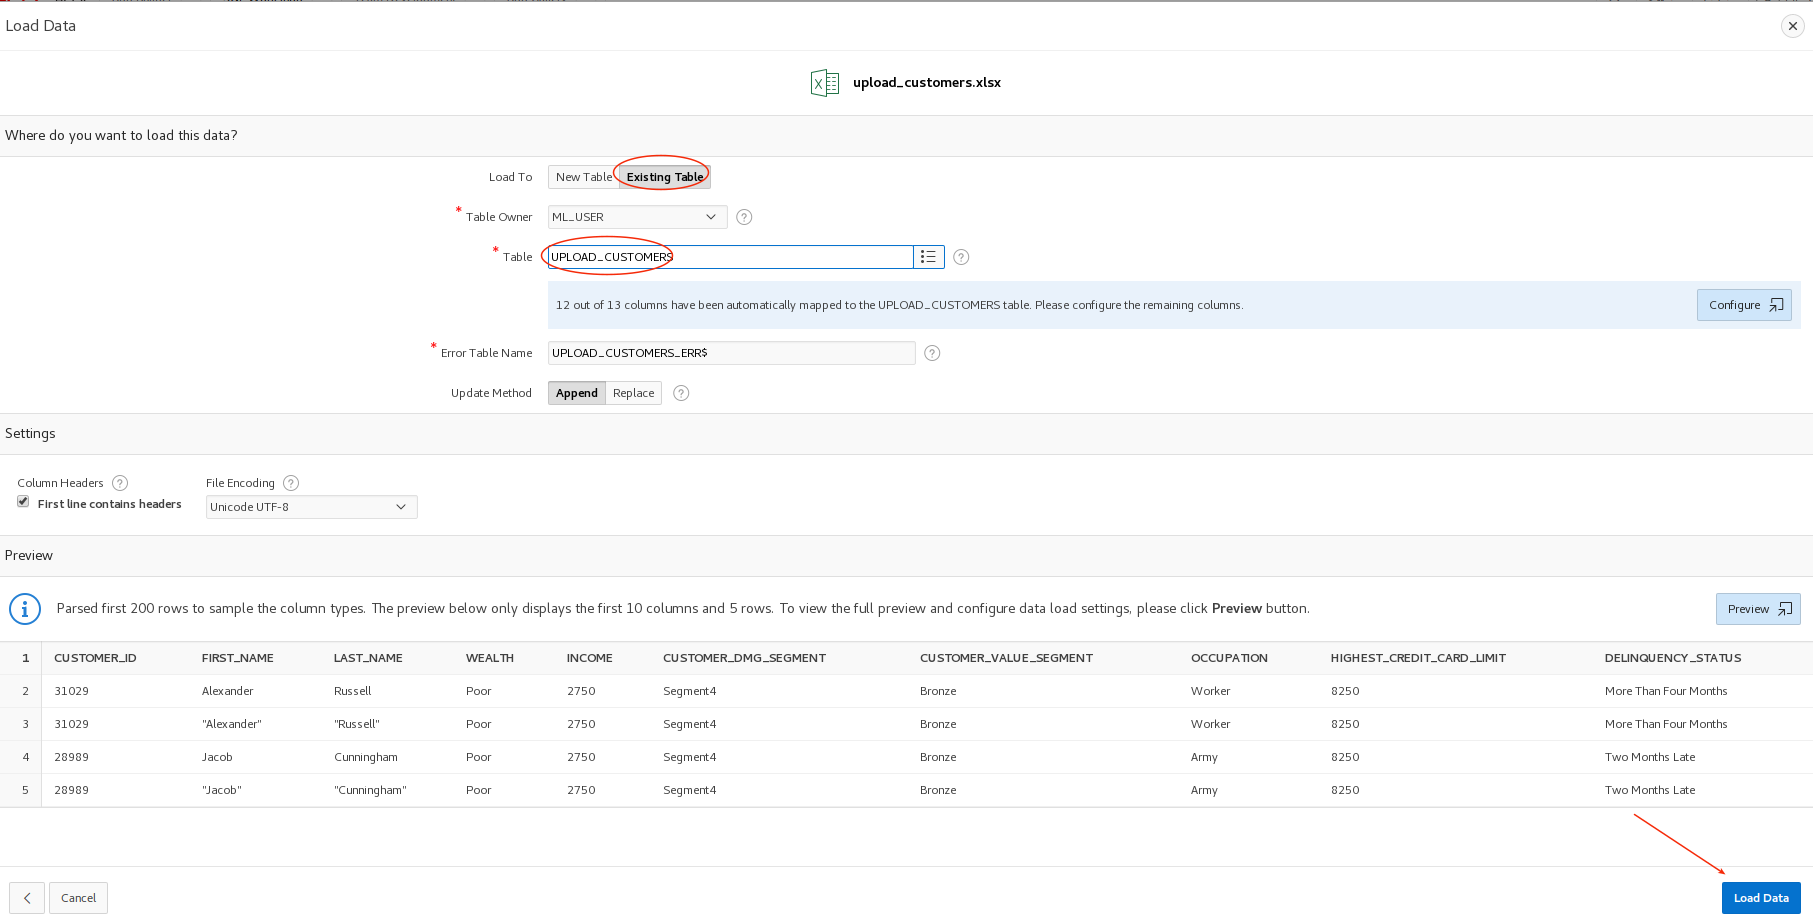 Load Data
upload_customers.xlsx
Where do you want to load this data?
Load To New Table Existing Table
* Table Owner ML_USER
* Table UPLOAD_CUSTOMERS
12 out of 13 columns have been automatically mapped to the UPLOAD_CUSTOMERS table. Please configure the remaining columns. Configure
* Error Table Name UPLOAD_CUSTOMERS_ERR$
Update Method Append Replace
Settings
Column Headers File Encoding
First line contains headers Unicode UTF-8
Preview
Parsed first 200 rows to sample the column types. The preview below only displays the first 10 columns and 5 rows. To view the full preview and configure data load settings, please click Preview button. Preview
1 CUSTOMER_ID FIRST_NAME LAST_NAME WEALTH INCOME CUSTOMER_DMG_SEGMENT CUSTOMER_VALUE_SEGMENT OCCUPATION HIGHEST_CREDIT_CARD_LIMIT DELINQUENCY_STATUS
2 31029 Alexander Russell Poor 2750 Segment4 Bronze Worker 8250 More Than Four Months
3 31029 "Alexander" "Russell" Poor 2750 Segment4 Bronze Worker 8250 More Than Four Months
4 28989 Jacob Cunningham Poor 2750 Segment4 Bronze Army 8250 Two Months Late
5 28989 "Jacob" "Cunningham" Poor 2750 Segment4 Bronze Army 8250 Two Months Late
Cancel Load Data